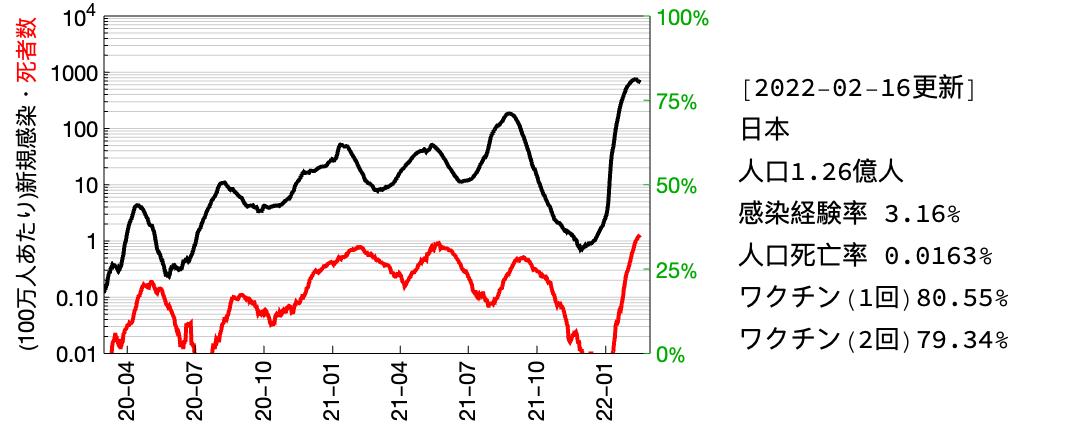 (100万人あたり)新規感染・死者数
10⁴
1000
100
10
1
0.10
0.01
100%
75%
50%
25%
0%
20-04
20-07
20-10
21-01
21-04
21-07
21-10
22-01
[2022-02-16更新]
日本
人口1.26億人
感染経験率 3.16%
人口死亡率 0.0163%
ワクチン(1回)80.55%
ワクチン(2回)79.34%